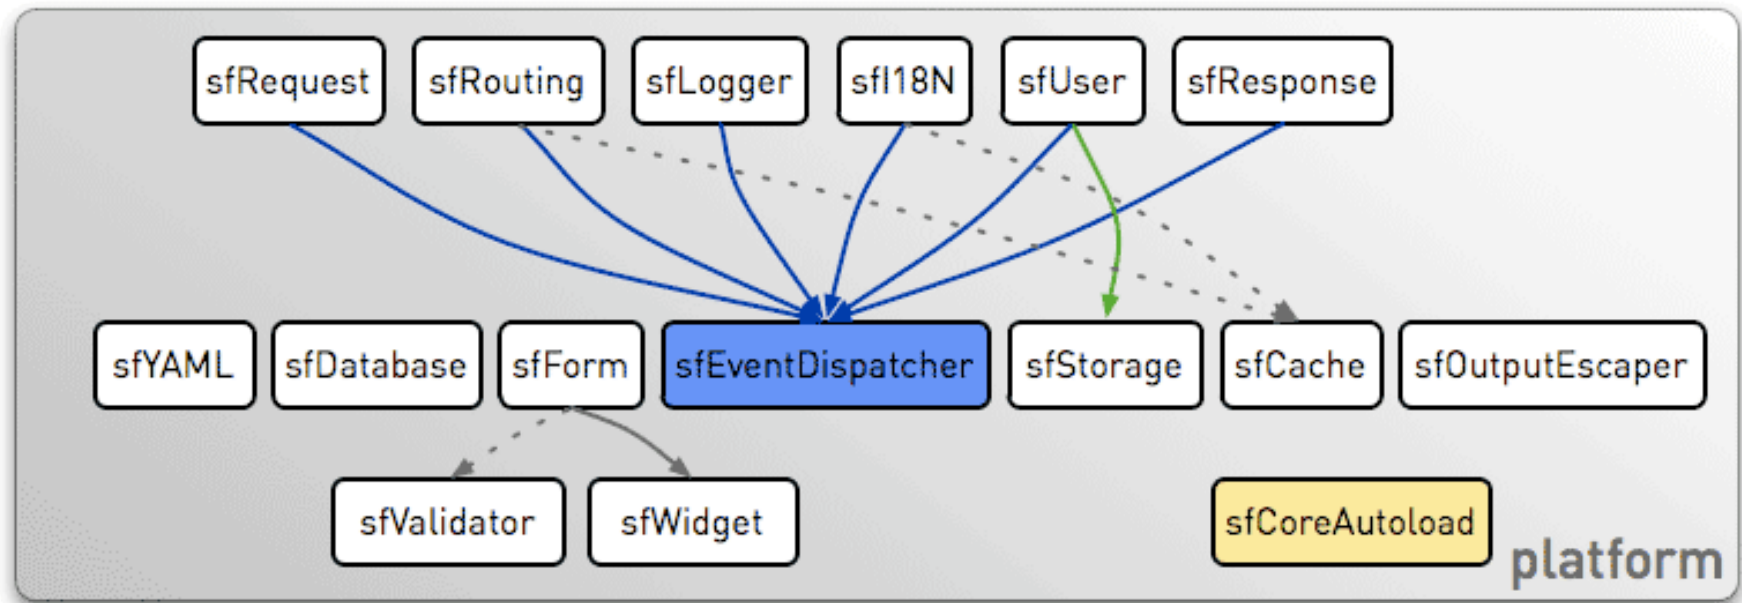 sfRequest sfRouting sfLogger sfI18N sfUser sfResponse
sfYAML sfDatabase sfForm sfEventDispatcher sfStorage sfCache sfOutputEscaper
sfValidator sfWidget sfCoreAutoload
platform